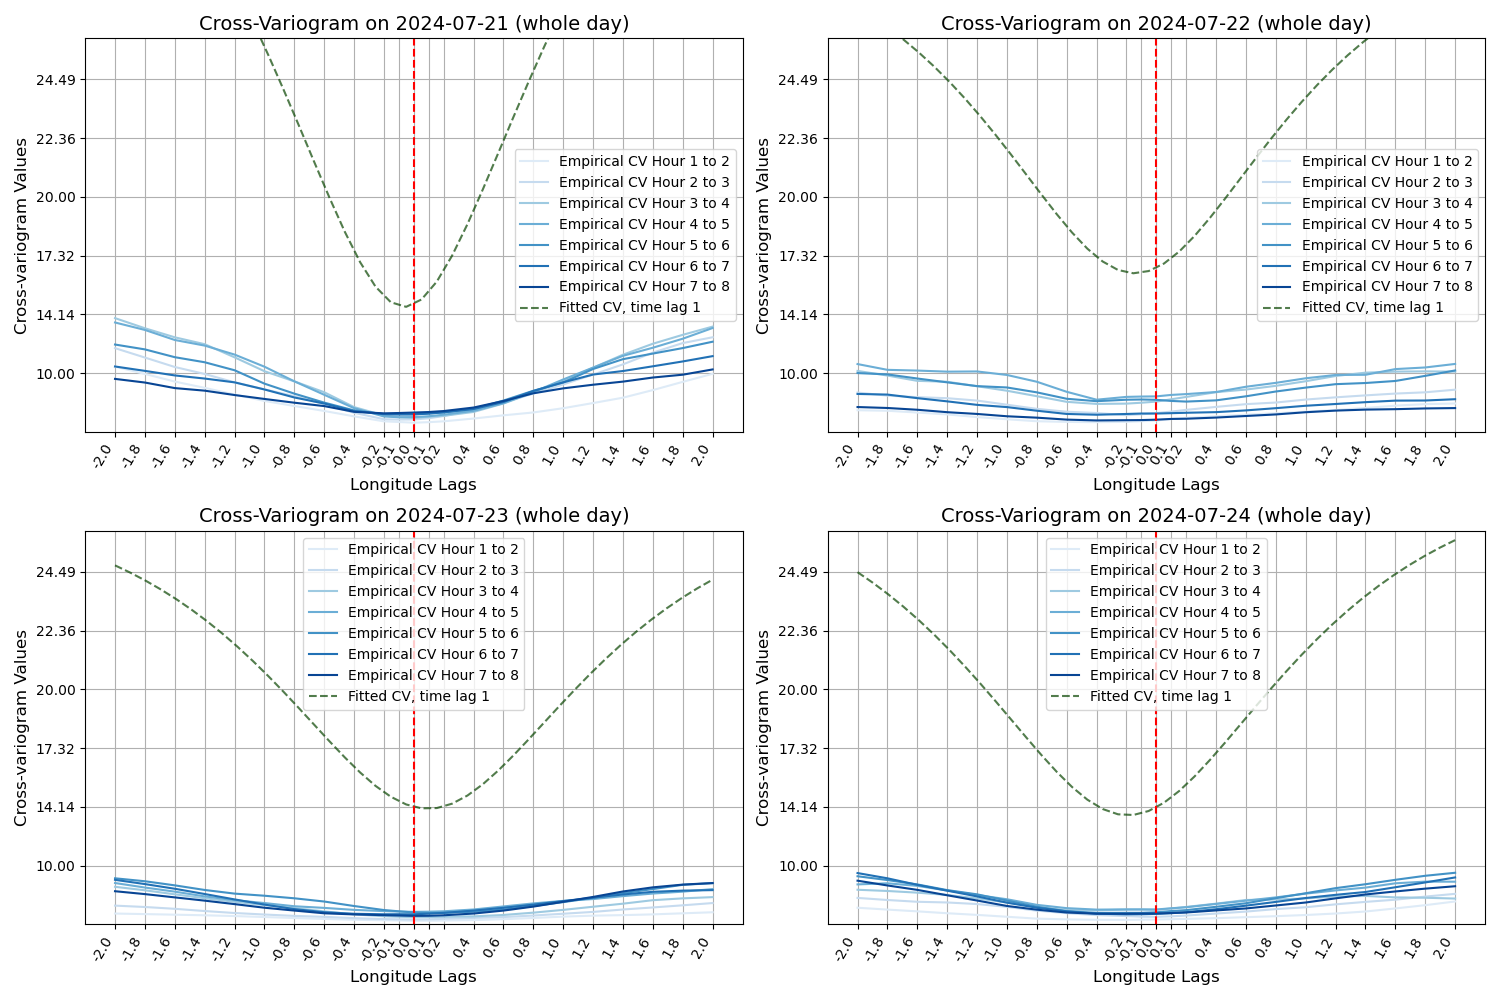 Cross-Variogram on 2024-07-21 (whole day)
Cross-variogram Values
24.49
22.36
20.00
17.32
14.14
10.00
Empirical CV Hour 1 to 2
Empirical CV Hour 2 to 3
Empirical CV Hour 3 to 4
Empirical CV Hour 4 to 5
Empirical CV Hour 5 to 6
Empirical CV Hour 6 to 7
Empirical CV Hour 7 to 8
Fitted CV, time lag 1
-2.0 -1.8 -1.6 -1.4 -1.2 -1.0 -0.8 -0.6 -0.4 -0.2 -0.1 0.0 0.1 0.2 0.4 0.6 0.8 1.0 1.2 1.4 1.6 1.8 2.0
Longitude Lags
Cross-Variogram on 2024-07-22 (whole day)
Cross-variogram Values
24.49
22.36
20.00
17.32
14.14
10.00
Empirical CV Hour 1 to 2
Empirical CV Hour 2 to 3
Empirical CV Hour 3 to 4
Empirical CV Hour 4 to 5
Empirical CV Hour 5 to 6
Empirical CV Hour 6 to 7
Empirical CV Hour 7 to 8
Fitted CV, time lag 1
-2.0 -1.8 -1.6 -1.4 -1.2 -1.0 -0.8 -0.6 -0.4 -0.2 -0.1 0.0 0.1 0.2 0.4 0.6 0.8 1.0 1.2 1.4 1.6 1.8 2.0
Longitude Lags
Cross-Variogram on 2024-07-23 (whole day)
Cross-variogram Values
24.49
22.36
20.00
17.32
14.14
10.00
Empirical CV Hour 1 to 2
Empirical CV Hour 2 to 3
Empirical CV Hour 3 to 4
Empirical CV Hour 4 to 5
Empirical CV Hour 5 to 6
Empirical CV Hour 6 to 7
Empirical CV Hour 7 to 8
Fitted CV, time lag 1
-2.0 -1.8 -1.6 -1.4 -1.2 -1.0 -0.8 -0.6 -0.4 -0.2 -0.1 0.0 0.1 0.2 0.4 0.6 0.8 1.0 1.2 1.4 1.6 1.8 2.0
Longitude Lags
Cross-Variogram on 2024-07-24 (whole day)
Cross-variogram Values
24.49
22.36
20.00
17.32
14.14
10.00
Empirical CV Hour 1 to 2
Empirical CV Hour 2 to 3
Empirical CV Hour 3 to 4
Empirical CV Hour 4 to 5
Empirical CV Hour 5 to 6
Empirical CV Hour 6 to 7
Empirical CV Hour 7 to 8
Fitted CV, time lag 1
-2.0 -1.8 -1.6 -1.4 -1.2 -1.0 -0.8 -0.6 -0.4 -0.2 -0.1 0.0 0.1 0.2 0.4 0.6 0.8 1.0 1.2 1.4 1.6 1.8 2.0
Longitude Lags